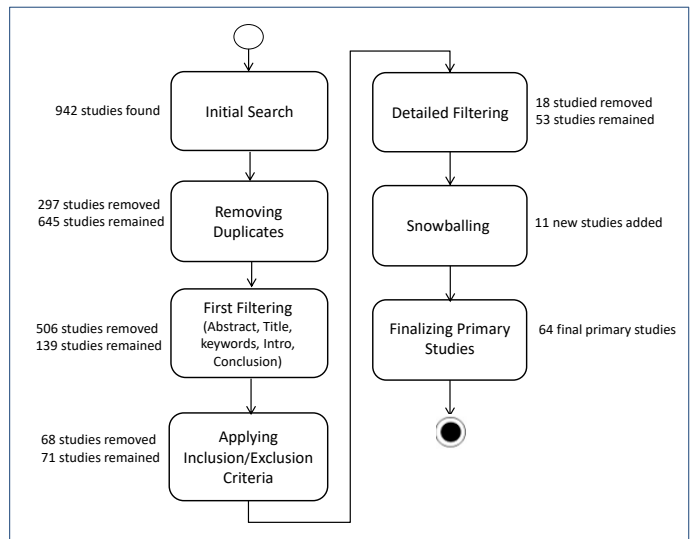 942 studies found
Initial Search
297 studies removed
645 studies remained
Removing
Duplicates
506 studies removed
139 studies remained
First Filtering
(Abstract, Title,
keywords, Intro,
Conclusion)
68 studies removed
71 studies remained
Applying
Inclusion/Exclusion
Criteria
Detailed Filtering
18 studied removed
53 studies remained
Snowballing
11 new studies added
Finalizing Primary
Studies
64 final primary studies